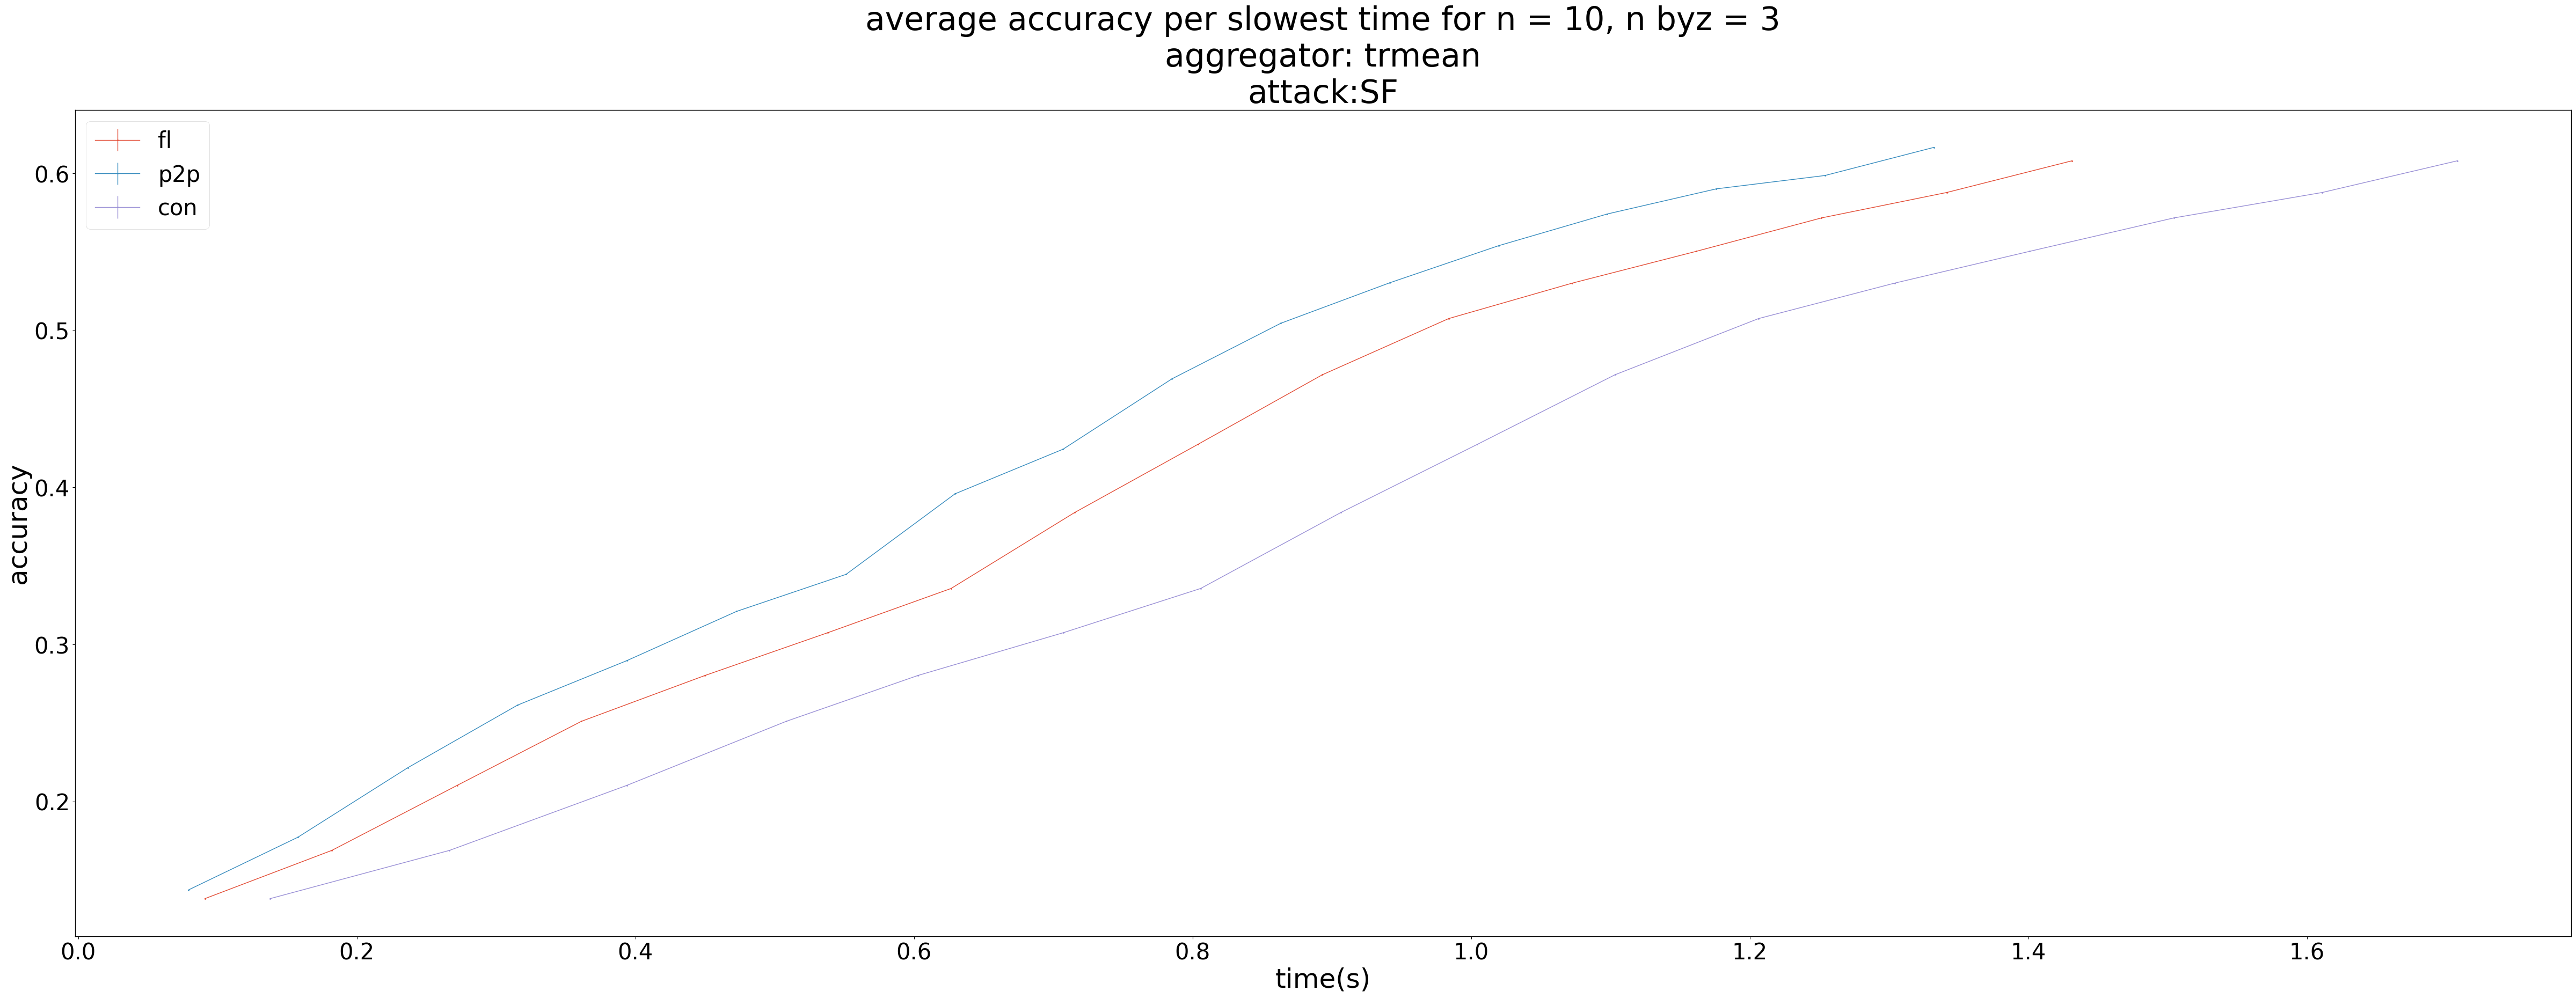 average accuracy per slowest time for n = 10, n byz = 3
aggregator: trmean
attack:SF
fl
p2p
con
accuracy
0.6
0.5
0.4
0.3
0.2
0.0 0.2 0.4 0.6 0.8 1.0 1.2 1.4 1.6
time(s)